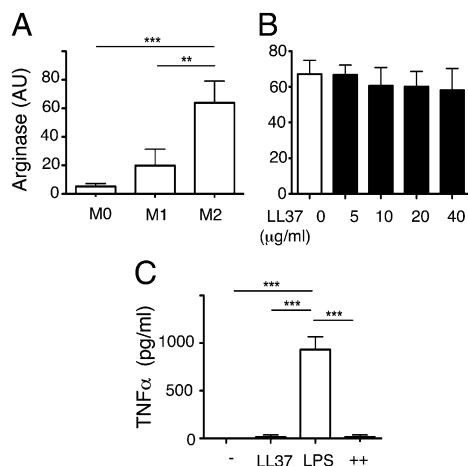 A
***
**
Arginase (AU)
80
60
40
20
0
M0 M1 M2
B
80
60
40
20
0
LL37 0 5 10 20 40
(µg/ml)
C
***
*** ***
TNFα (pg/ml)
1000
500
0
- LL37 LPS ++